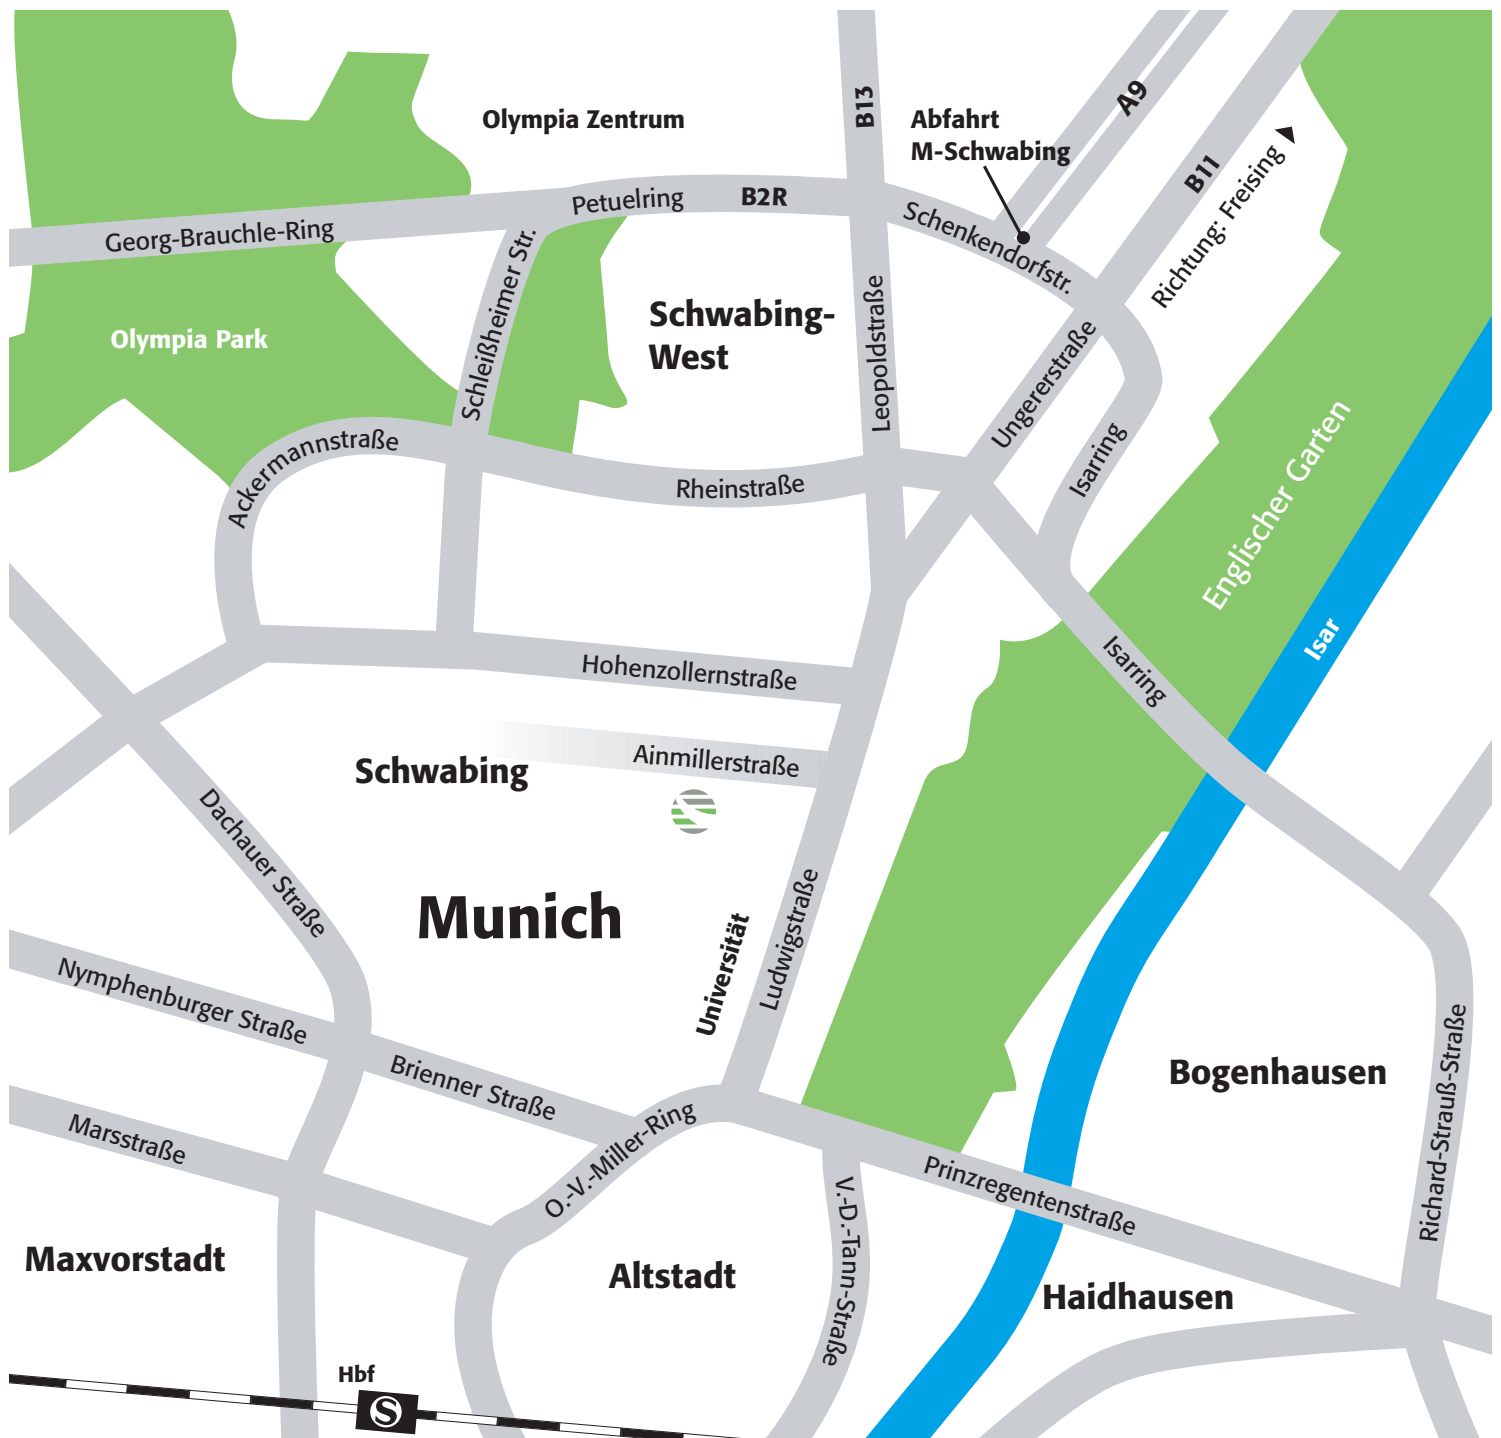 Olympia Zentrum
B13
Abfahrt
M-Schwabing
A9
B11
Richtung: Freising
Georg-Brauchle-Ring
Petuelring
B2R
Schenkendorfstr.
Olympia Park
Schleißheimer Str.
Schwabing-
West
Leopoldstraße
Ungererstraße
Isarring
Englischer Garten
Ackermannstraße
Rheinstraße
Isar
Isarring
Hohenzollernstraße
Ainmillerstraße
Schwabing
Dachauer Straße
Munich
Universität
Ludwigstraße
Nymphenburger Straße
Brienner Straße
Marsstraße
O.-V.-Miller-Ring
Bogenhausen
Richard-Strauß-Straße
Prinzregentenstraße
V.-D.-Tann-Straße
Maxvorstadt
Altstadt
Haidhausen
Hbf
S